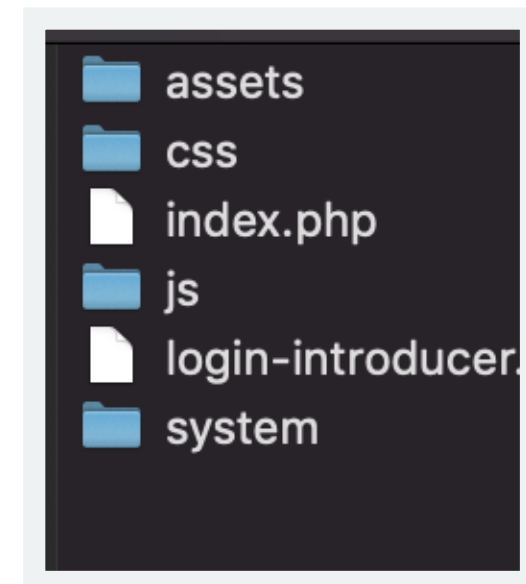 assets
css
index.php
js
login-introducer.
system